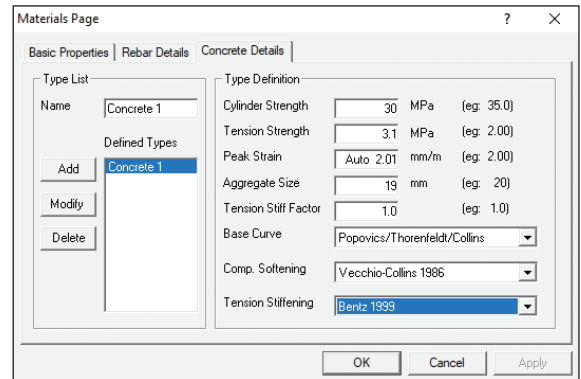 Materials Page ? ×
Basic Properties Rebar Details Concrete Details
Type List
Name Concrete 1
Defined Types
Concrete 1
Add
Modify
Delete
Type Definition
Cylinder Strength 30 MPa (eg: 35.0)
Tension Strength 3.1 MPa (eg: 2.00)
Peak Strain Auto 2.01 mm/m (eg: 2.00)
Aggregate Size 19 mm (eg: 20)
Tension Stiff Factor 1.0 (eg: 1.0)
Base Curve Popovics/Thorenfeldt/Collins
Comp. Softening Vecchio-Collins 1986
Tension Stiffening Bentz 1999
OK Cancel Apply